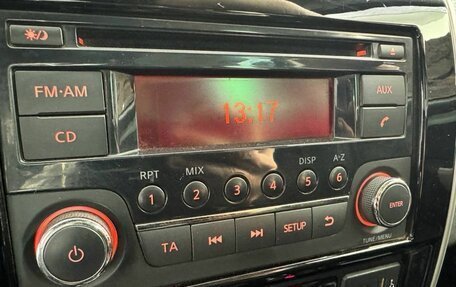 FM·AM
13:17
AUX
CD
RPT MIX DISP A-Z
1 2 3 4 5 6
TA SETUP
ENTER
TUNE/MENU